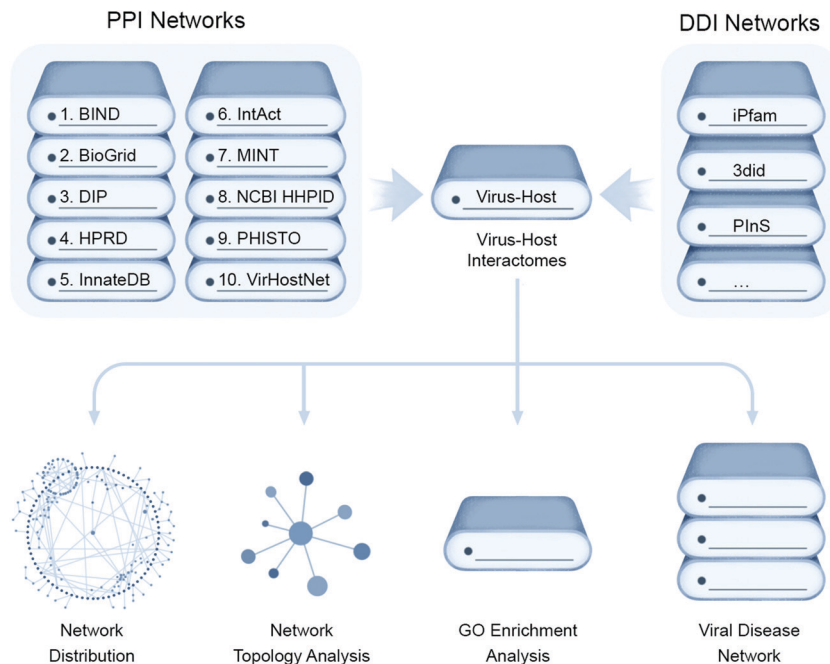 PPI Networks
DDI Networks
1. BIND
2. BioGrid
3. DIP
4. HPRD
5. InnateDB
6. IntAct
7. MINT
8. NCBI HHPID
9. PHISTO
10. VirHostNet
Virus-Host
Virus-Host
Interactomes
iPfam
3did
PInS
...
Network
Distribution
Network
Topology Analysis
GO Enrichment
Analysis
Viral Disease
Network